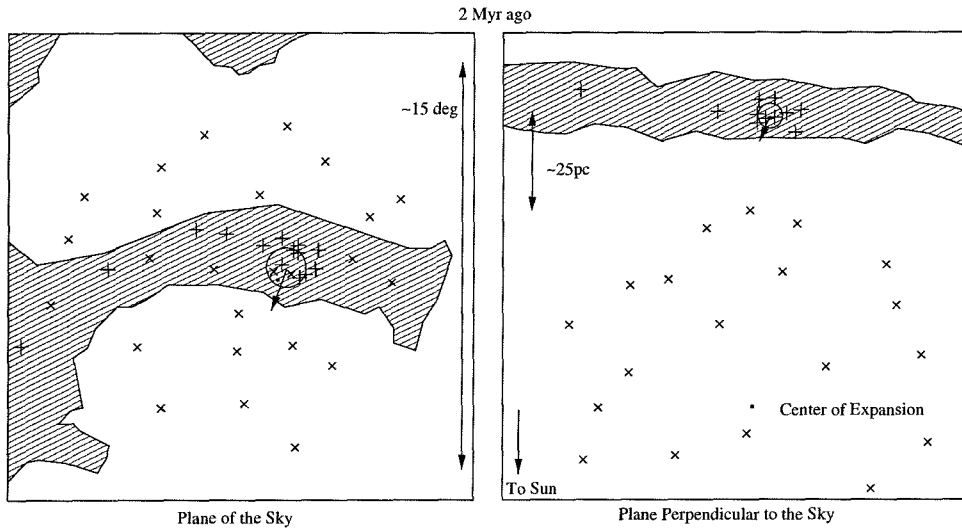 2 Myr ago
~15 deg
~25pc
Center of Expansion
To Sun
Plane of the Sky
Plane Perpendicular to the Sky